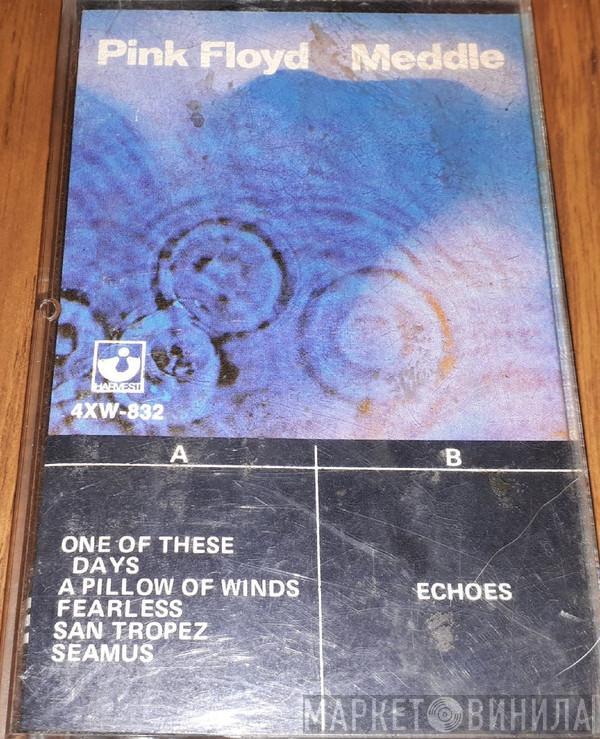 Pink Floyd Meddle
HARVEST
4XW-832
A B
ONE OF THESE
DAYS
A PILLOW OF WINDS
FEARLESS
SAN TROPEZ
SEAMUS
ECHOES
МАРКЕТ ВИНИЛА